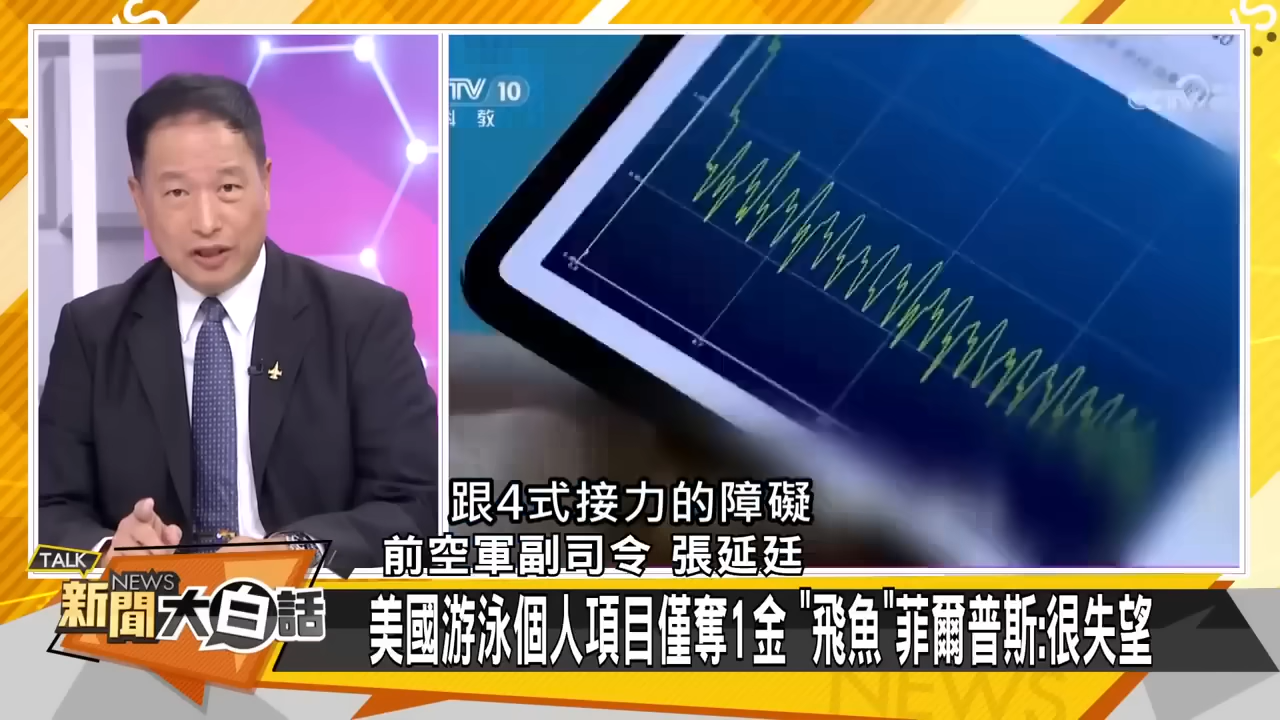 TV 10
科 教
跟4式接力的障礙
前空軍副司令 張延廷
TALK
NEWS
新聞大白話
美國游泳個人項目僅奪1金 "飛魚"菲爾普斯:很失望
NEWS